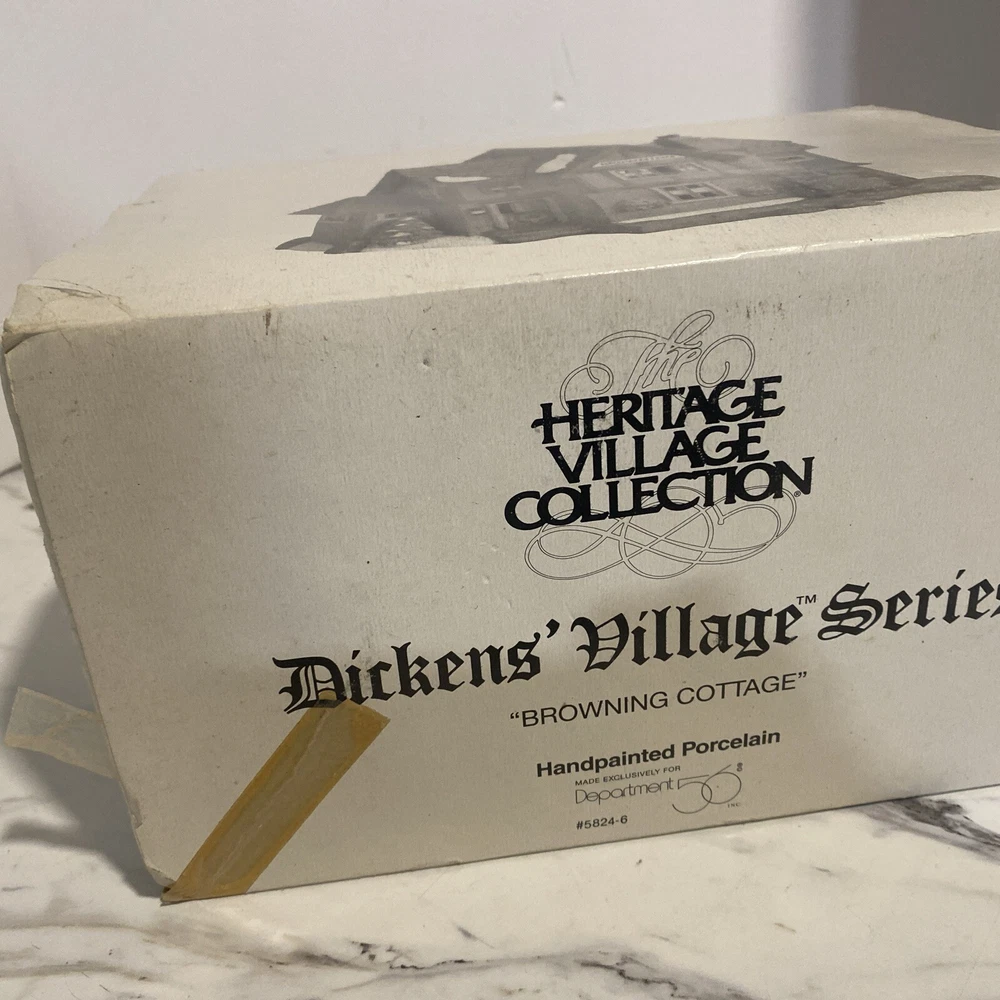 The
HERITAGE
VILLAGE
COLLECTION®
Dickens' Village™ Series
"BROWNING COTTAGE"
Handpainted Porcelain
MADE EXCLUSIVELY FOR
Department 56® INC.
#5824-6